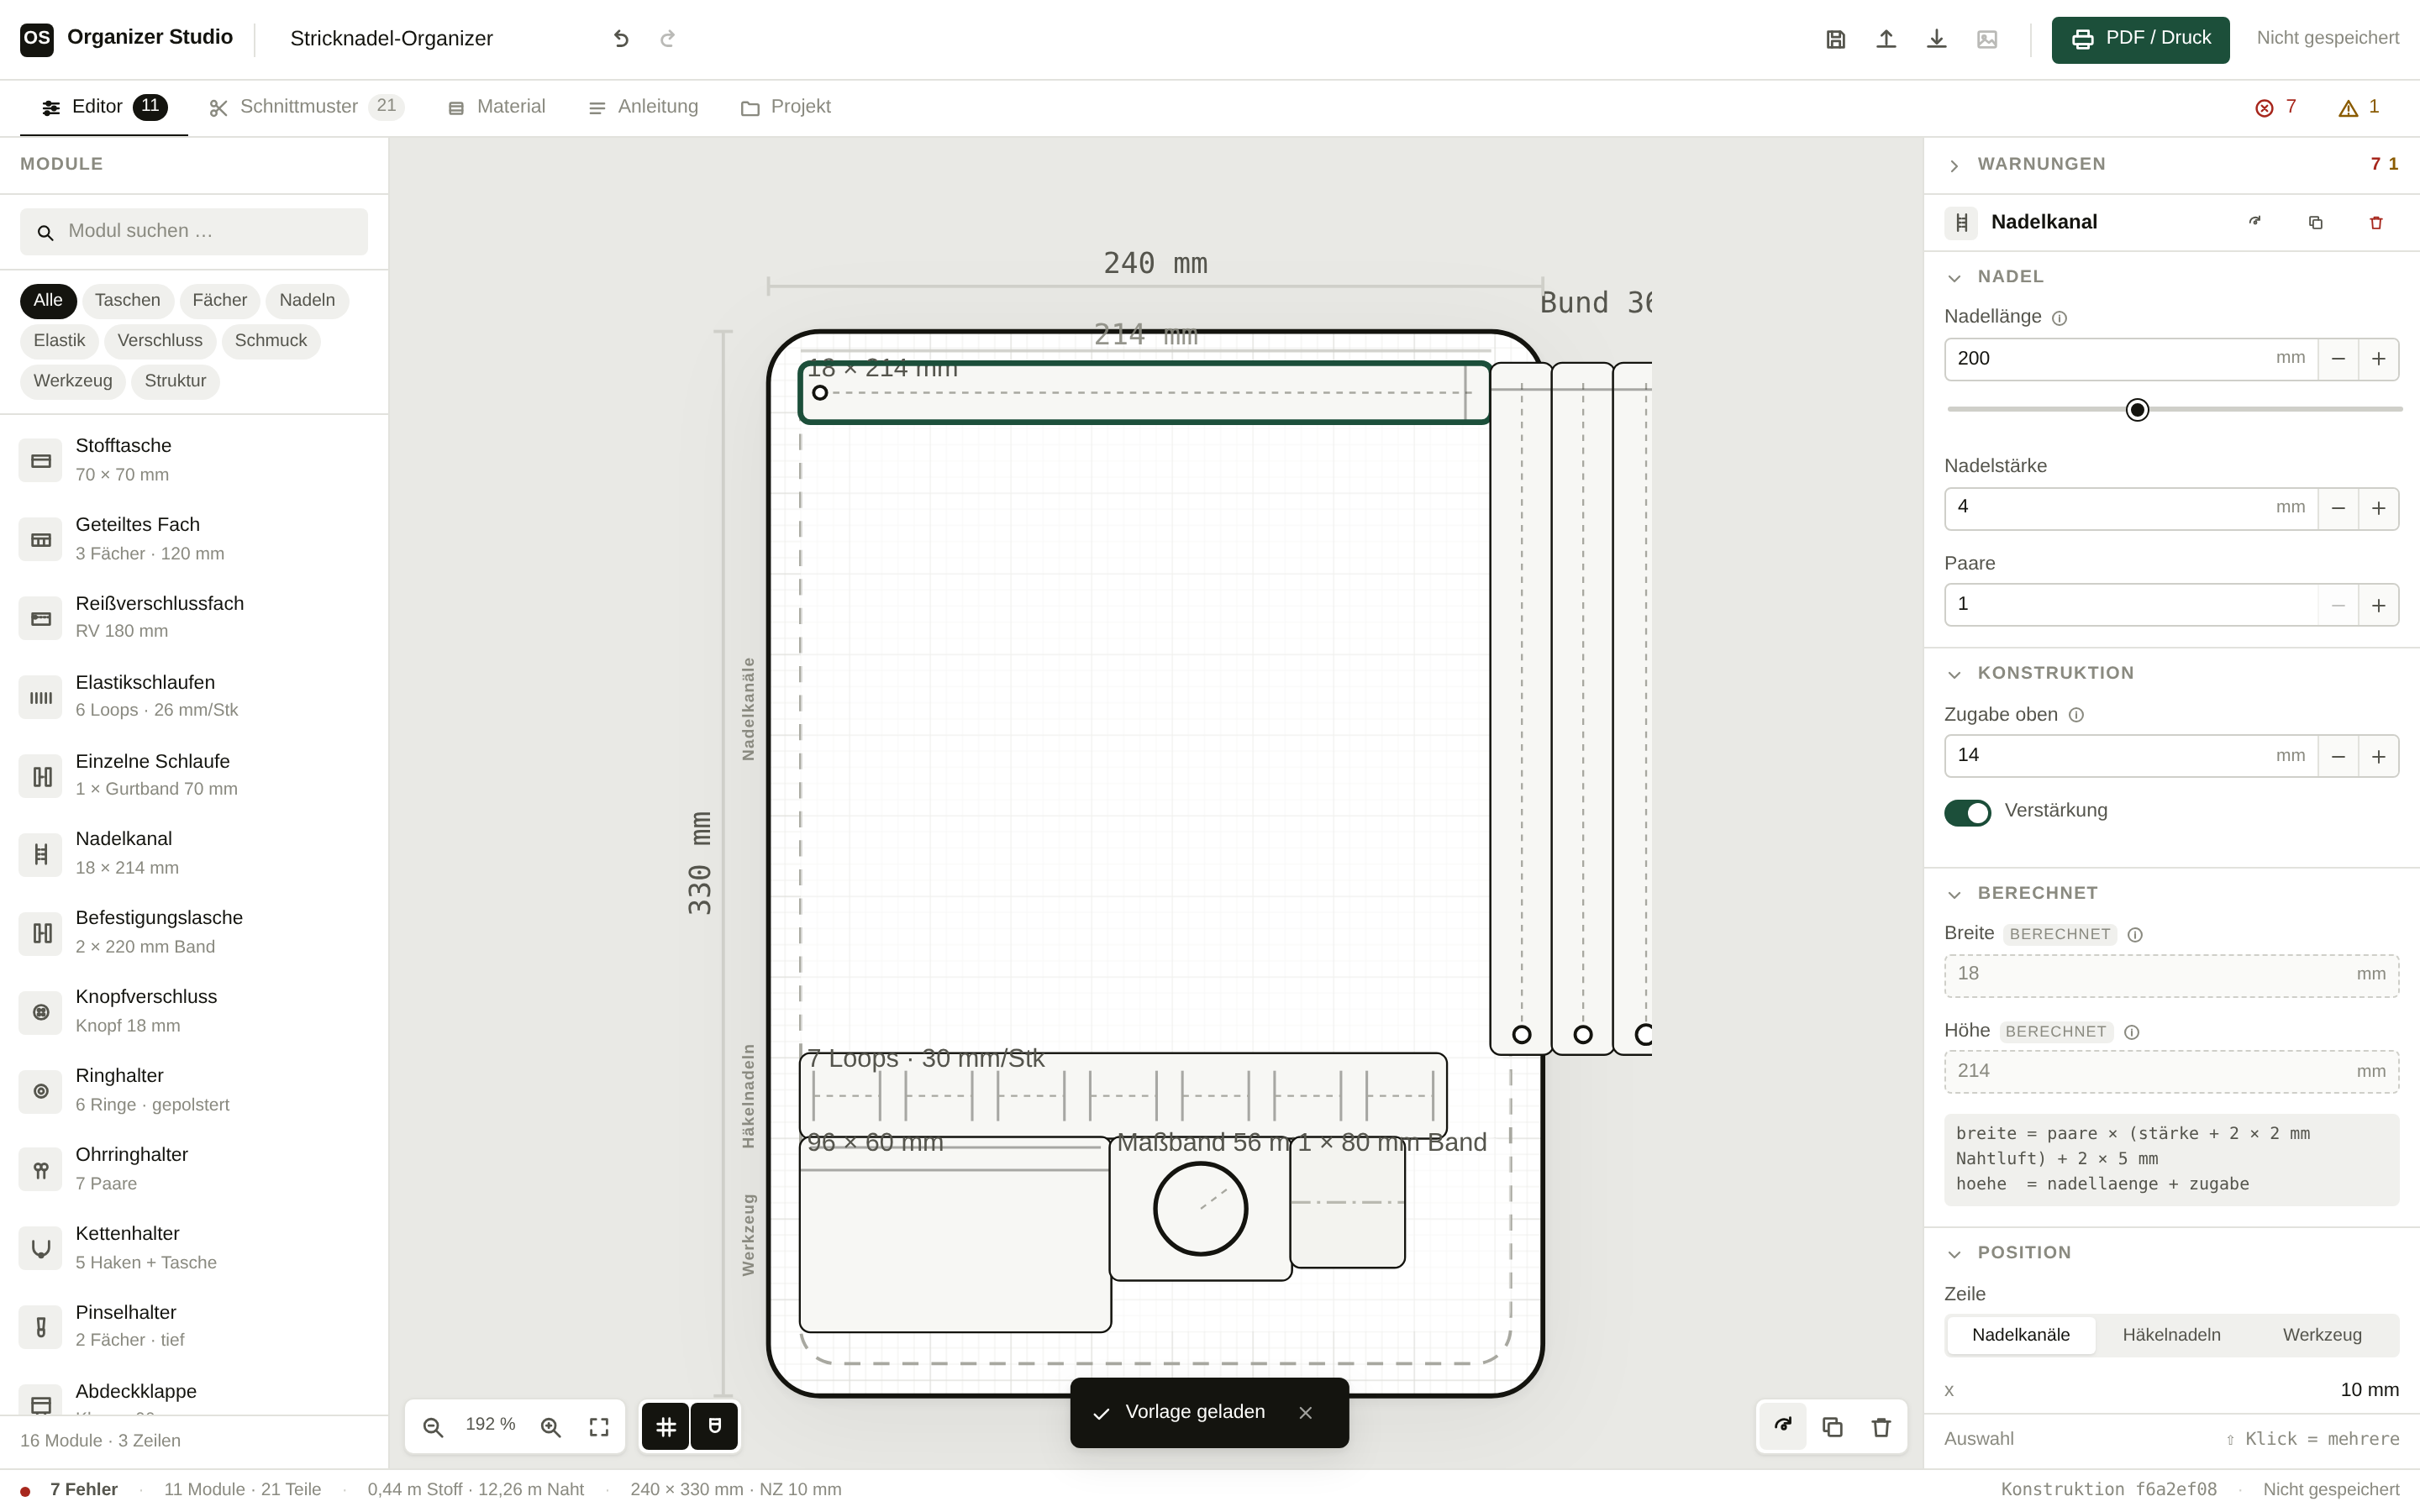 OS Organizer Studio
Stricknadel-Organizer
PDF / Druck
Nicht gespeichert
Editor 11
Schnittmuster 21
Material
Anleitung
Projekt
7
1
MODULE
Modul suchen …
Alle
Taschen
Fächer
Nadeln
Elastik
Verschluss
Schmuck
Werkzeug
Struktur
Stofftasche
70 × 70 mm
Geteiltes Fach
3 Fächer · 120 mm
Reißverschlussfach
RV 180 mm
Elastikschlaufen
6 Loops · 26 mm/Stk
Einzelne Schlaufe
1 × Gurtband 70 mm
Nadelkanal
18 × 214 mm
Befestigungslasche
2 × 220 mm Band
Knopfverschluss
Knopf 18 mm
Ringhalter
6 Ringe · gepolstert
Ohrringhalter
7 Paare
Kettenhalter
5 Haken + Tasche
Pinselhalter
2 Fächer · tief
Abdeckklappe
16 Module · 3 Zeilen
240 mm
Bund 36
214 mm
18 × 214 mm
Nadelkanäle
330 mm
Häkelnadeln
7 Loops · 30 mm/Stk
96 × 60 mm
Maßband 56 m
1 × 80 mm Band
Werkzeug
192 %
Vorlage geladen
WARNUNGEN
7 1
Nadelkanal
NADEL
Nadellänge
200 mm
Nadelstärke
4 mm
Paare
1
KONSTRUKTION
Zugabe oben
14 mm
Verstärkung
BERECHNET
Breite BERECHNET
18 mm
Höhe BERECHNET
214 mm
breite = paare × (stärke + 2 × 2 mm
Nahtluft) + 2 × 5 mm
hoehe  = nadellaenge + zugabe
POSITION
Zeile
Nadelkanäle
Häkelnadeln
Werkzeug
x 10 mm
Auswahl
⇧ Klick = mehrere
7 Fehler · 11 Module · 21 Teile · 0,44 m Stoff · 12,26 m Naht · 240 × 330 mm · NZ 10 mm
Konstruktion f6a2ef08 · Nicht gespeichert